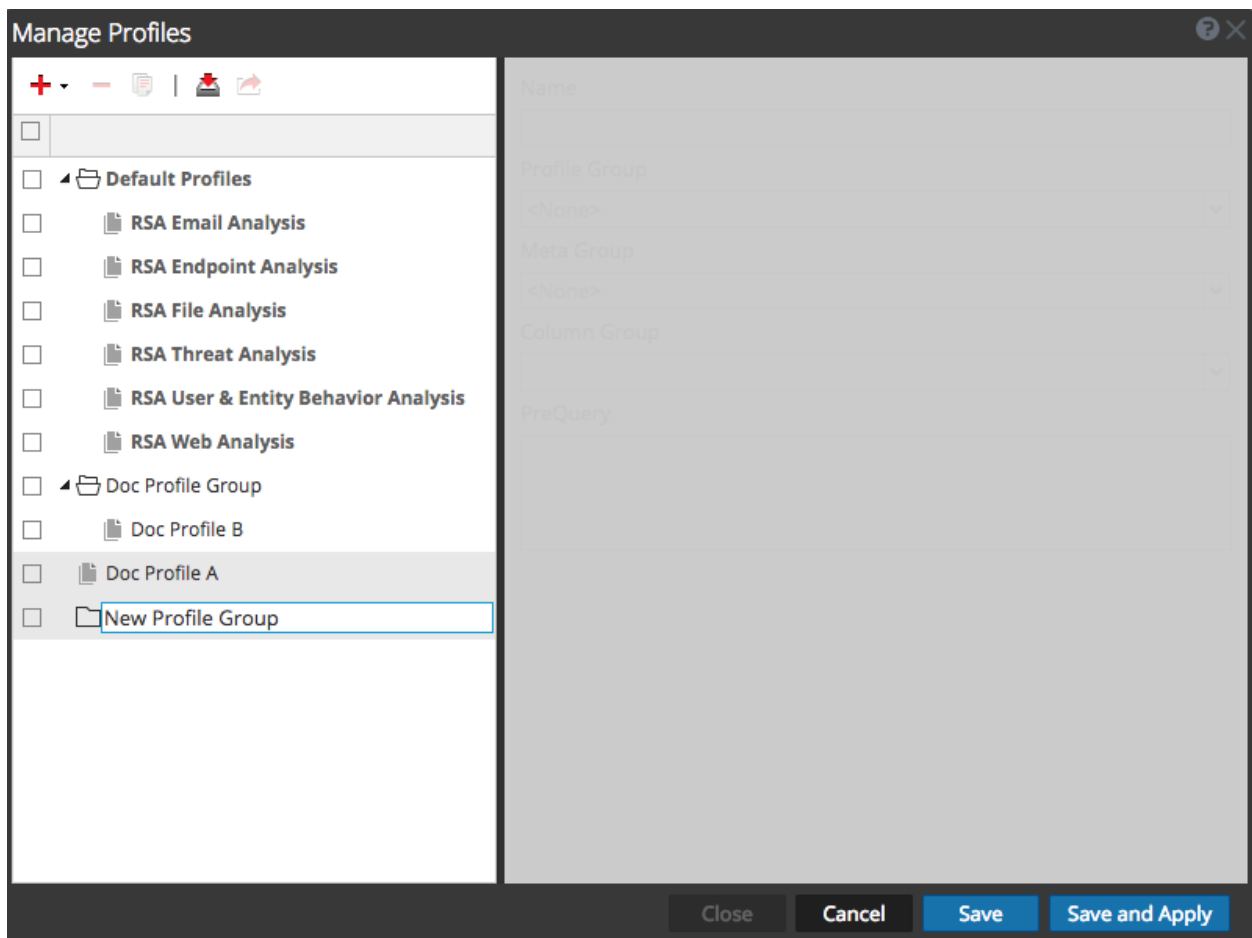 Manage Profiles
Default Profiles
RSA Email Analysis
RSA Endpoint Analysis
RSA File Analysis
RSA Threat Analysis
RSA User & Entity Behavior Analysis
RSA Web Analysis
Doc Profile Group
Doc Profile B
Doc Profile A
New Profile Group
Name
Profile Group
<None>
Meta Group
<None>
Column Group
PreQuery
Close
Cancel
Save
Save and Apply